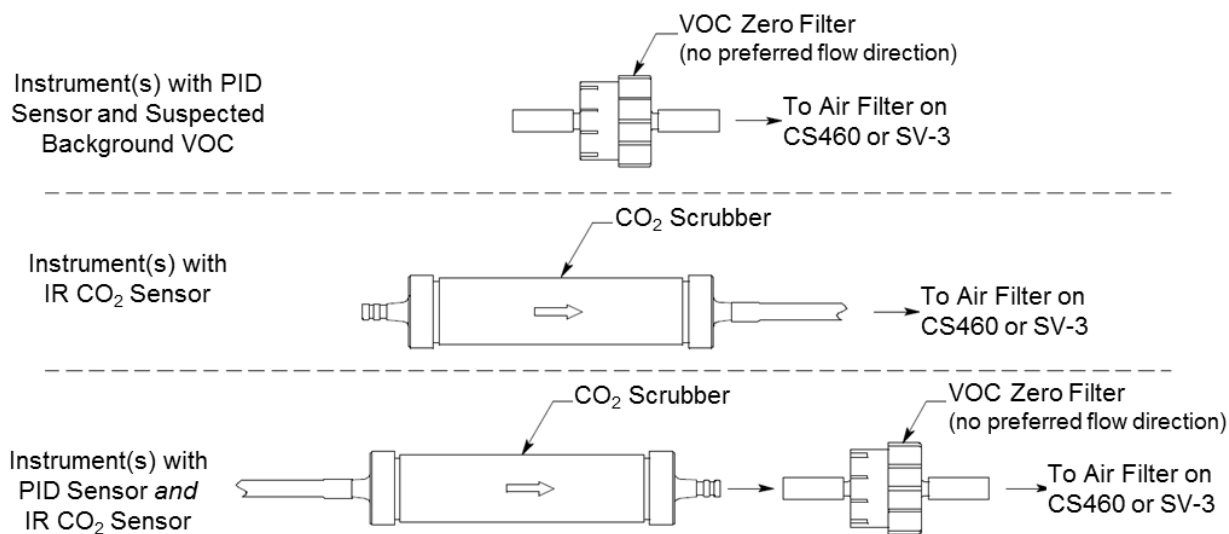 VOC Zero Filter
(no preferred flow direction)
Instrument(s) with PID
Sensor and Suspected
Background VOC
To Air Filter on
CS460 or SV-3
CO₂ Scrubber
Instrument(s) with
IR CO₂ Sensor
To Air Filter on
CS460 or SV-3
CO₂ Scrubber
VOC Zero Filter
(no preferred flow direction)
Instrument(s) with
PID Sensor and
IR CO₂ Sensor
To Air Filter on
CS460 or SV-3